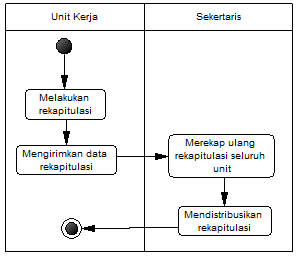 Unit Kerja
Sekertaris
Melakukan
rekapitulasi
Mengirimkan data
rekapitulasi
Merekap ulang
rekapitulasi seluruh
unit
Mendistribusikan
rekapitulasi